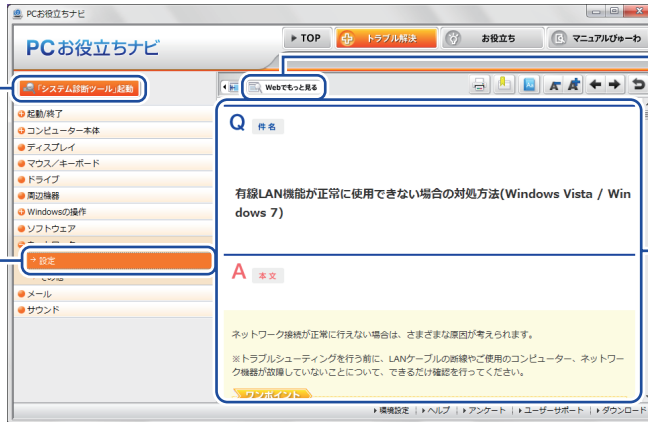 PCお役立ちナビ
PCお役立ちナビ
TOP
トラブル解決
お役立ち
マニュアルびゅーわ
「システム診断ツール」起動
Webでもっと見る
起動/終了
コンピューター本体
ディスプレイ
マウス/キーボード
ドライブ
周辺機器
Windowsの操作
ソフトウェア
設定
その他
メール
サウンド
Q 件名
有線LAN機能が正常に使用できない場合の対処方法(Windows Vista / Win
dows 7)
A 本文
ネットワーク接続が正常に行えない場合は、さまざまな原因が考えられます。
※トラブルシューティングを行う前に、LANケーブルの断線やご使用のコンピューター、ネットワー
ク機器が故障していないことについて、できるだけ確認を行ってください。
ワンポイント
環境設定 | ヘルプ | アンケート | ユーザーサポート | ダウンロード